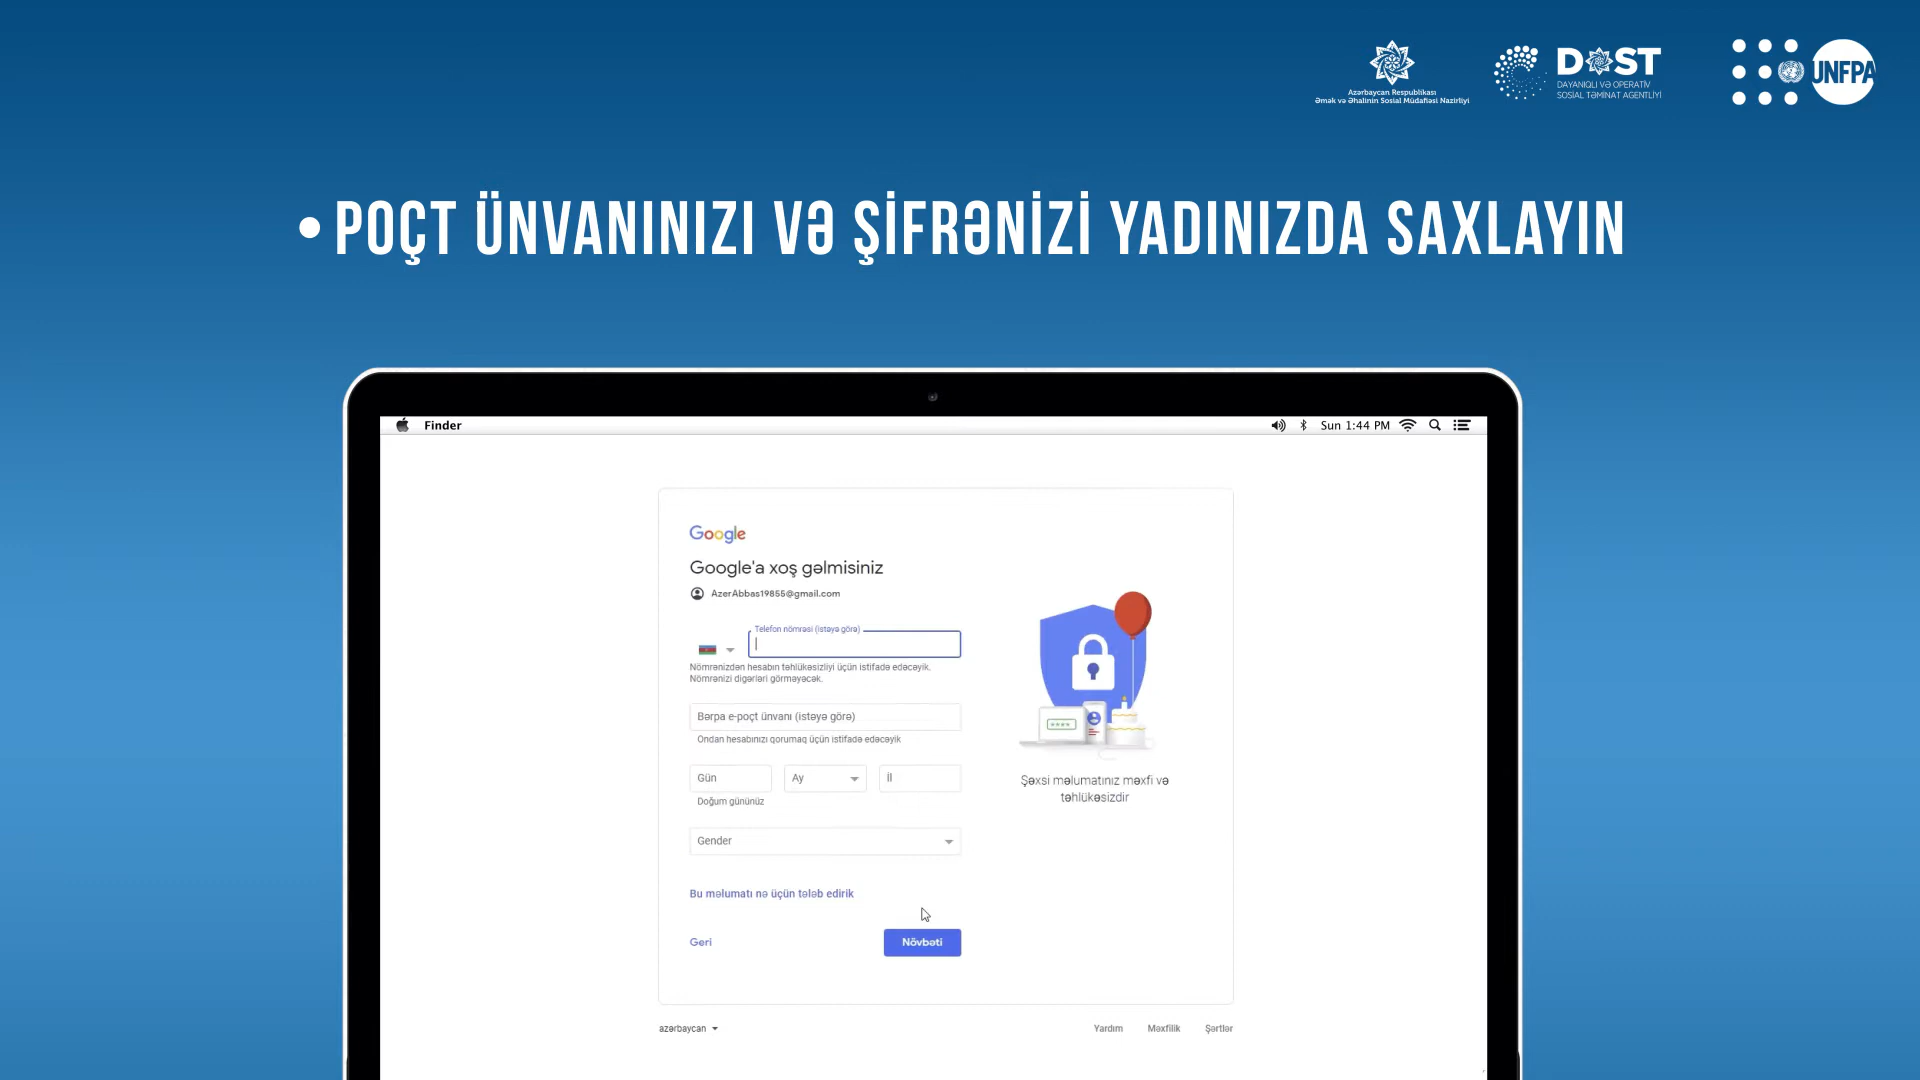 Azərbaycan Respublikası
Əmək və Əhalinin Sosial Müdafiəsi Nazirliyi
DOST
DAYANIQLI VƏ OPERATİV
SOSİAL TƏMİNAT AGENTLİYİ
UNFPA
• POÇT ÜNVANINIZI VƏ ŞİFRƏNİZİ YADINIZDA SAXLAYIN
Finder
Sun 1:44 PM
Google
Google'a xoş gəlmisiniz
AzerAbbas19855@gmail.com
Telefon nömrəsi (istəyə görə)
Nömrənizdən hesabın təhlükəsizliyi üçün istifadə edəcəyik.
Nömrənizi digərləri görməyəcək.
Bərpa e-poçt ünvanı (istəyə görə)
Ondan hesabınızı qorumaq üçün istifadə edəcəyik
Gün
Ay
İl
Doğum gününüz
Gender
Bu məlumatı nə üçün tələb edirik
Geri
Növbəti
Şəxsi məlumatınız məxfi və
təhlükəsizdir
azərbaycan
Yardım
Məxfilik
Şərtlər